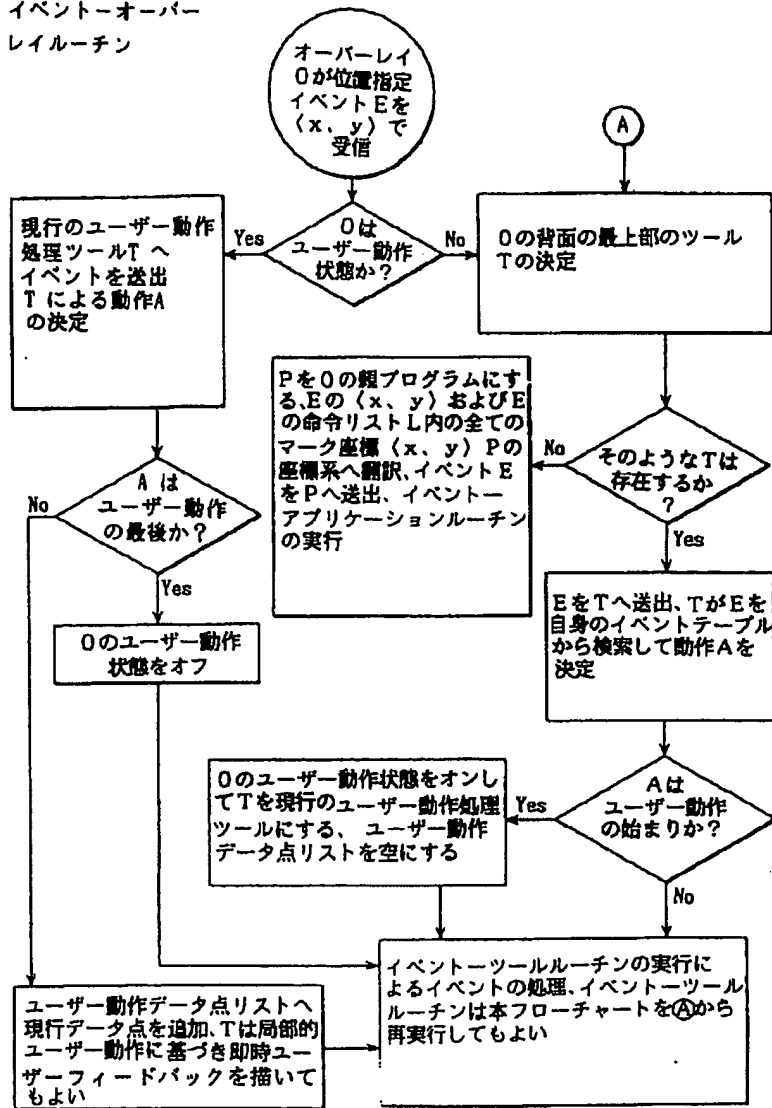 イベントーオーバー
レイルーチン
オーバーレイ
Oが位置指定
イベントEを
〈x、y〉で
受信
A
Oは
ユーザー動作
状態か?
Yes
No
現行のユーザー動作
処理ツールT へ
イベントを送出
T による動作A
の決定
Oの背面の最上部のツール
Tの決定
PをOの親プログラムにす
る、Eの〈x、y〉およびE
の命令リストL内の全ての
マーク座標〈x、y〉Pの
座標系へ翻訳、イベントE
をPへ送出、イベントー
アプリケーションルーチン
の実行
No
そのようなTは
存在するか
?
Yes
A は
ユーザー動作
の最後か?
No
Yes
EをTへ送出、TがEを
自身のイベントテーブル
から検索して動作Aを
決定
Oのユーザー動作
状態をオフ
Oのユーザー動作状態をオンし
てTを現行のユーザー動作処理
ツールにする、ユーザー動作
データ点リストを空にする
Yes
Aは
ユーザー動作
の始まりか?
No
イベントーツールルーチンの実行に
よるイベントの処理、イベントーツール
ルーチンは本フローチャートをⒶから
再実行してもよい
ユーザー動作データ点リストへ
現行データ点を追加、Tは局部的
ユーザー動作に基づき即時ユー
ザーフィードバックを描いて
もよい